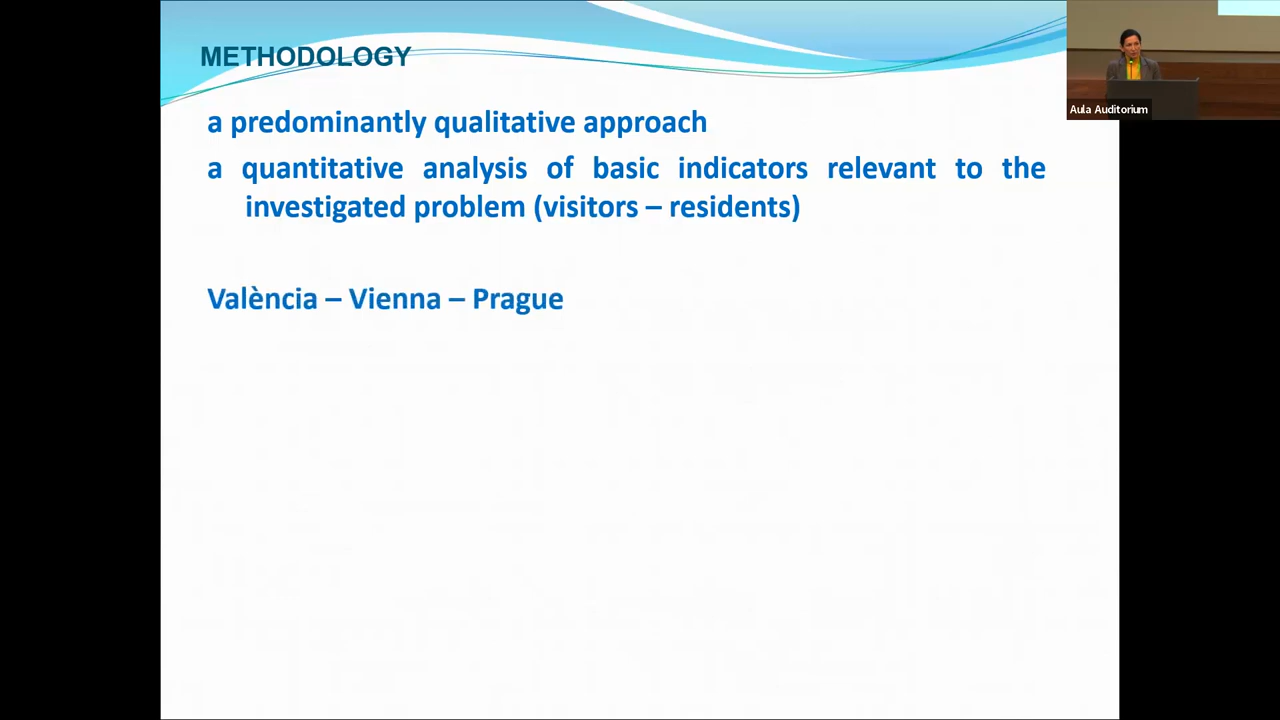 METHODOLOGY
a predominantly qualitative approach
a quantitative analysis of basic indicators relevant to the
investigated problem (visitors – residents)
València – Vienna – Prague
Aula Auditorium